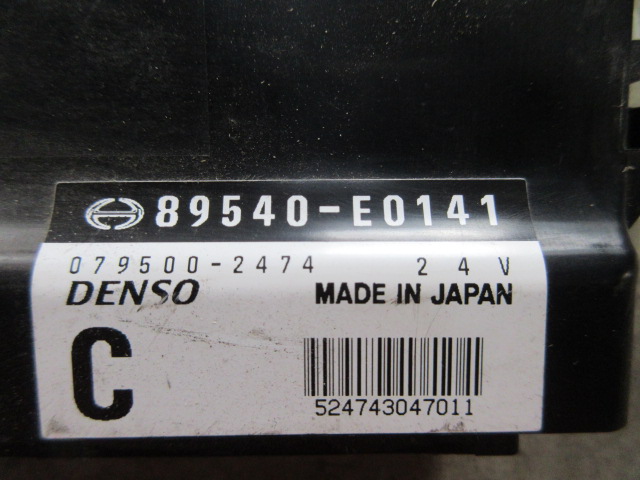 89540-E0141
079500-2474 24V
DENSO MADE IN JAPAN
C
524743047011